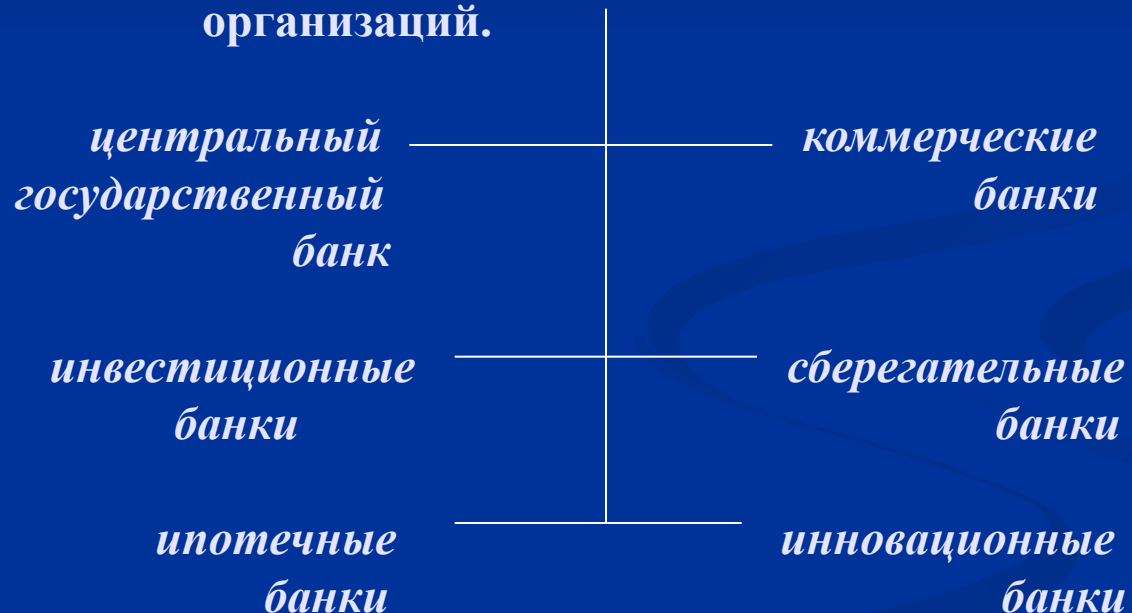 организаций.
центральный
государственный
банк
коммерческие
банки
инвестиционные
банки
сберегательные
банки
ипотечные
банки
инновационные
банки